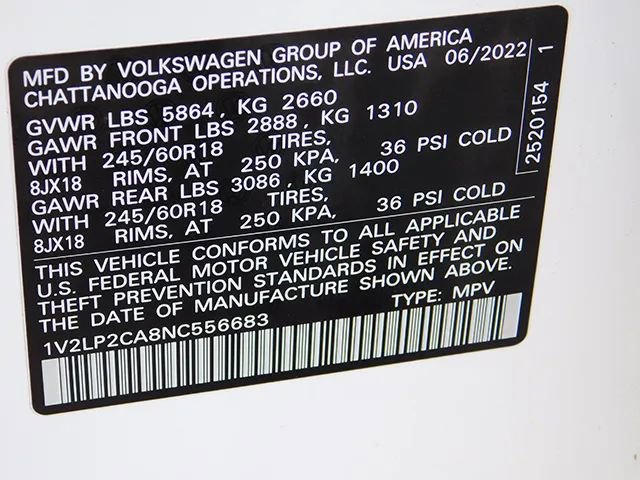 MFD BY VOLKSWAGEN GROUP OF AMERICA
CHATTANOOGA OPERATIONS, LLC. USA 06/2022
GVWR LBS 5864, KG 2660
GAWR FRONT LBS 2888, KG 1310
WITH 245/60R18 TIRES,
8JX18 RIMS, AT 250 KPA, 36 PSI COLD
GAWR REAR LBS 3086, KG 1400
WITH 245/60R18 TIRES,
8JX18 RIMS, AT 250 KPA, 36 PSI COLD
THIS VEHICLE CONFORMS TO ALL APPLICABLE
U.S. FEDERAL MOTOR VEHICLE SAFETY AND
THEFT PREVENTION STANDARDS IN EFFECT ON
THE DATE OF MANUFACTURE SHOWN ABOVE.
1V2LP2CA8NC556683 TYPE: MPV
2520154 1